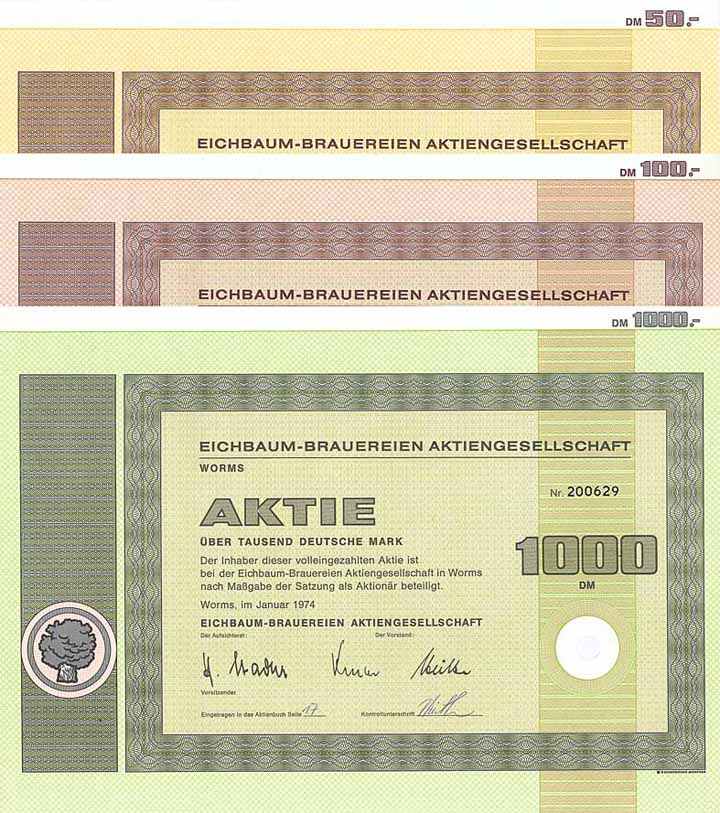 DM 50.-
EICHBAUM-BRAUEREIEN AKTIENGESELLSCHAFT
DM 100.-
EICHBAUM-BRAUEREIEN AKTIENGESELLSCHAFT
DM 1000.-
EICHBAUM-BRAUEREIEN AKTIENGESELLSCHAFT
WORMS
Nr. 200629
AKTIE
ÜBER TAUSEND DEUTSCHE MARK
1000
DM
Der Inhaber dieser volleingezahlten Aktie ist
bei der Eichbaum-Brauereien Aktiengesellschaft in Worms
nach Maßgabe der Satzung als Aktionär beteiligt.
Worms, im Januar 1974
EICHBAUM-BRAUEREIEN AKTIENGESELLSCHAFT
Der Aufsichtsrat: Der Vorstand:
Vorsitzender
Eingetragen in das Aktienbuch Seite 17 Kontrollunterschrift